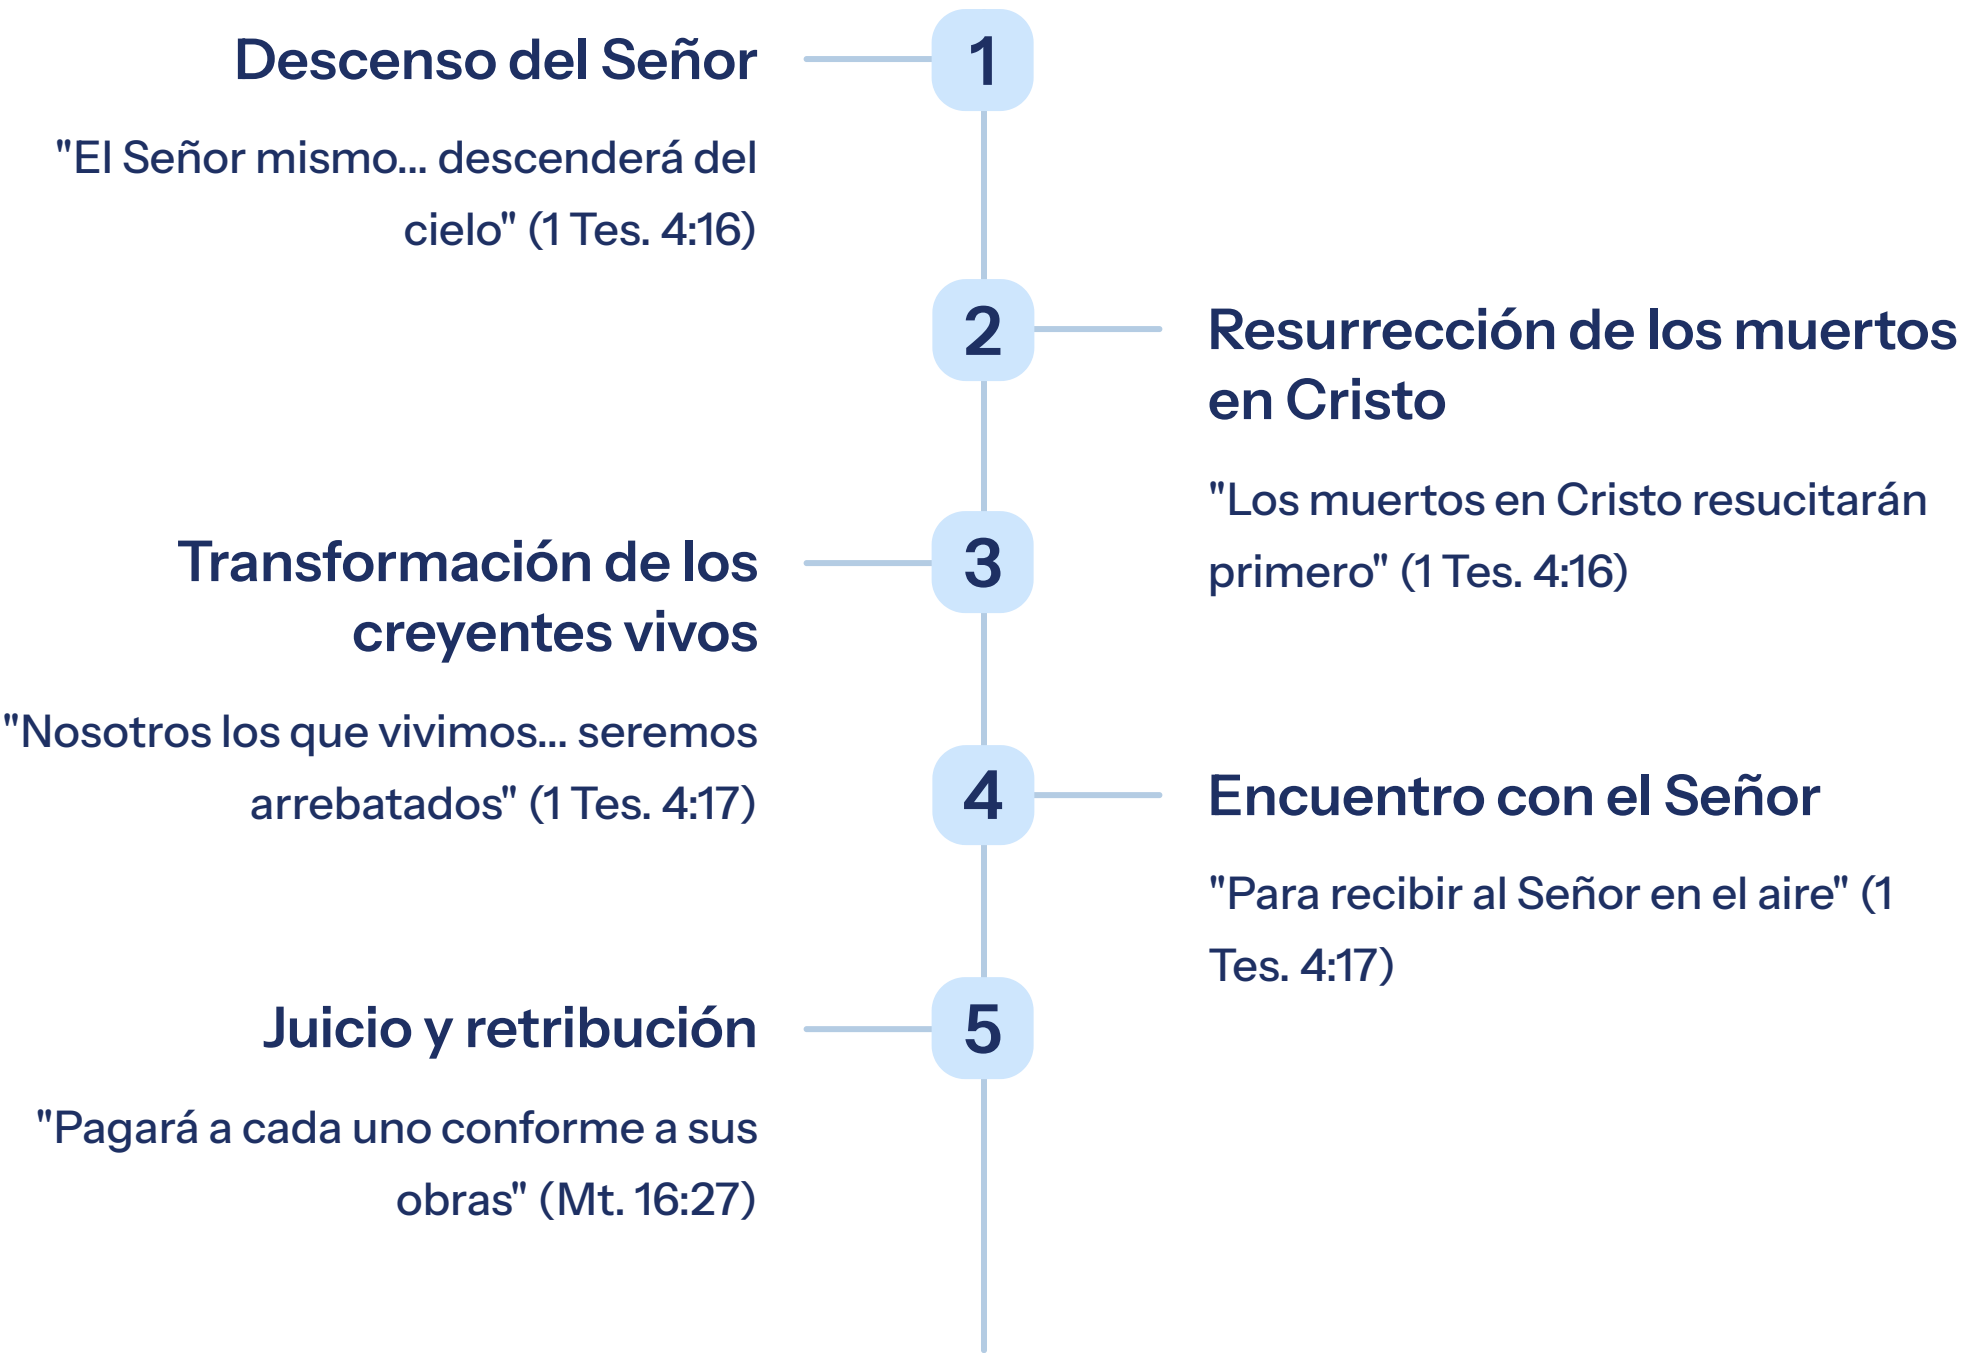 Descenso del Señor
1
"El Señor mismo... descenderá del
cielo" (1 Tes. 4:16)
2
Resurrección de los muertos
en Cristo
"Los muertos en Cristo resucitarán
primero" (1 Tes. 4:16)
3
Transformación de los
creyentes vivos
"Nosotros los que vivimos... seremos
arrebatados" (1 Tes. 4:17)
4
Encuentro con el Señor
"Para recibir al Señor en el aire" (1
Tes. 4:17)
5
Juicio y retribución
"Pagará a cada uno conforme a sus
obras" (Mt. 16:27)